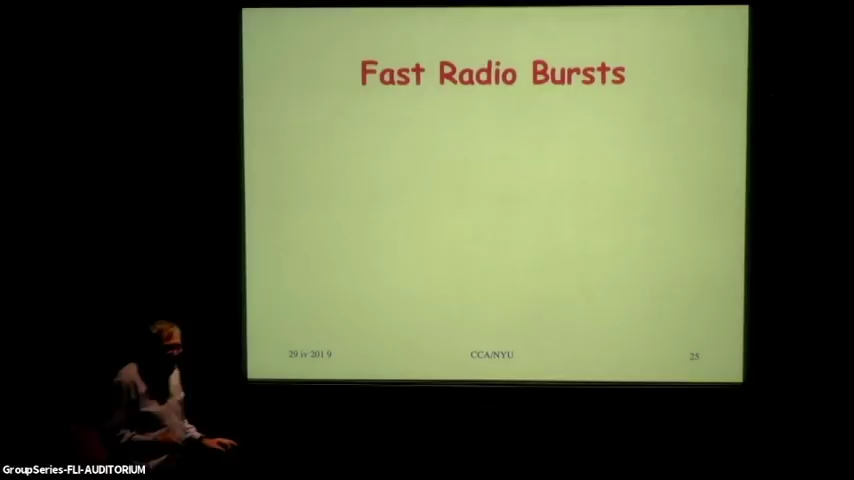 Fast Radio Bursts
29 iv 2019
CCA/NYU
25
GroupSeries-FLI-AUDITORIUM